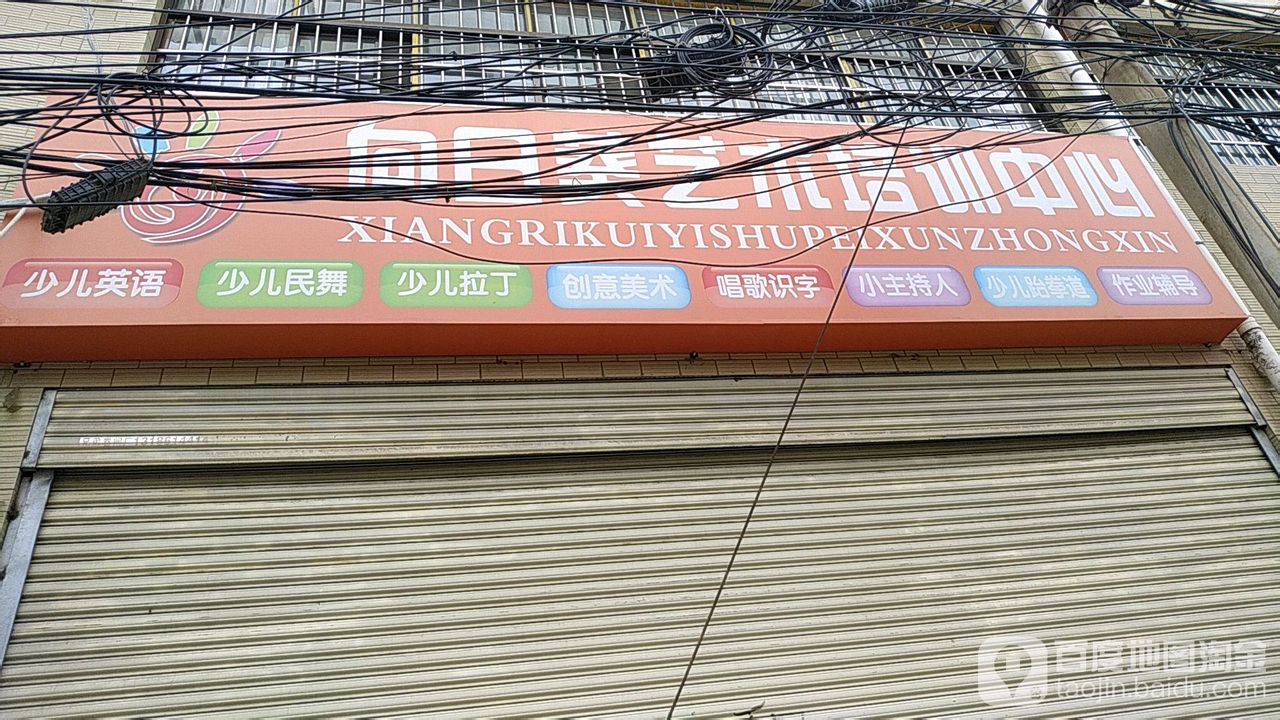 向日葵艺术培训中心
XIANGRIKUIYISHUPEIXUNZHONGXIN
少儿英语 少儿民舞 少儿拉丁 创意美术 唱歌识字 小主持人 少儿跆拳道 作业辅导
百度地图淘金
taojin.baidu.com